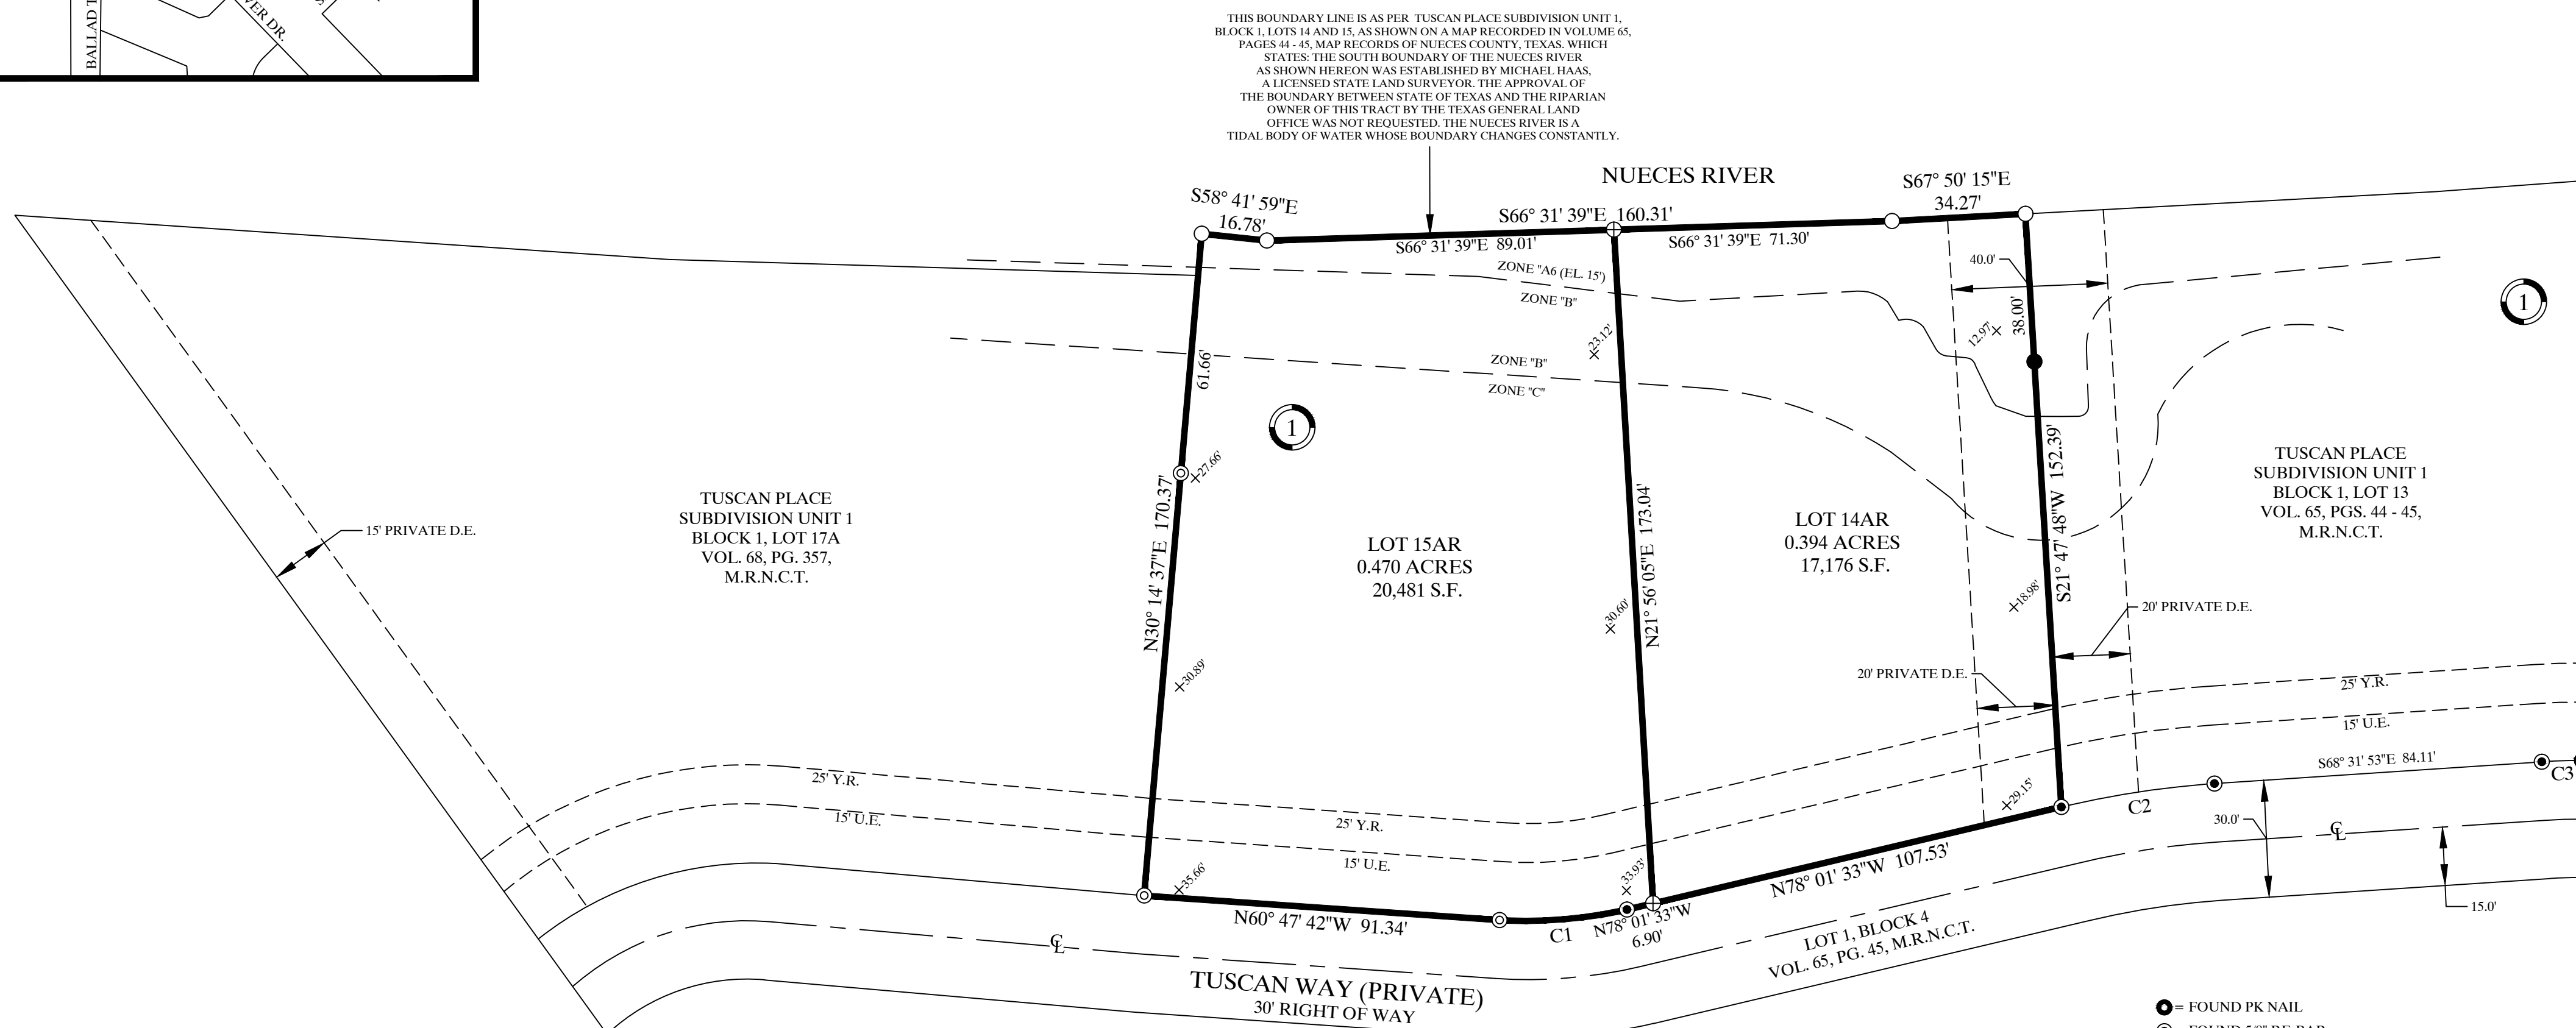 BALLAD T
VER DR.
THIS BOUNDARY LINE IS AS PER TUSCAN PLACE SUBDIVISION UNIT 1,
BLOCK 1, LOTS 14 AND 15, AS SHOWN ON A MAP RECORDED IN VOLUME 65,
PAGES 44 - 45, MAP RECORDS OF NUECES COUNTY, TEXAS. WHICH
STATES: THE SOUTH BOUNDARY OF THE NUECES RIVER
AS SHOWN HEREON WAS ESTABLISHED BY MICHAEL HAAS,
A LICENSED STATE LAND SURVEYOR. THE APPROVAL OF
THE BOUNDARY BETWEEN STATE OF TEXAS AND THE RIPARIAN
OWNER OF THIS TRACT BY THE TEXAS GENERAL LAND
OFFICE WAS NOT REQUESTED. THE NUECES RIVER IS A
TIDAL BODY OF WATER WHOSE BOUNDARY CHANGES CONSTANTLY.
NUECES RIVER
S58° 41' 59"E
16.78'
S66° 31' 39"E 160.31'
S66° 31' 39"E 89.01'
S66° 31' 39"E 71.30'
S67° 50' 15"E
34.27'
40.0'
38.00'
12.97'
ZONE "A6 (EL. 15')
ZONE "B"
23.12'
ZONE "B"
ZONE "C"
61.66'
1
1
27.66'
15' PRIVATE D.E.
TUSCAN PLACE
SUBDIVISION UNIT 1
BLOCK 1, LOT 17A
VOL. 68, PG. 357,
M.R.N.C.T.
N30° 14' 37"E 170.37'
LOT 15AR
0.470 ACRES
20,481 S.F.
30.60'
N21° 56' 05"E 173.04'
LOT 14AR
0.394 ACRES
17,176 S.F.
S21° 47' 48"W 152.39'
18.98'
TUSCAN PLACE
SUBDIVISION UNIT 1
BLOCK 1, LOT 13
VOL. 65, PGS. 44 - 45,
M.R.N.C.T.
20' PRIVATE D.E.
20' PRIVATE D.E.
30.89'
25' Y.R.
15' U.E.
25' Y.R.
15' U.E.
25' Y.R.
15' U.E.
S68° 31' 53"E 84.11'
C3
C2
29.15'
35.66'
33.93'
N60° 47' 42"W 91.34'
C1
N78° 01' 33"W
6.90'
N78° 01' 33"W 107.53'
30.0'
℄
15.0'
℄
LOT 1, BLOCK 4
VOL. 65, PG. 45, M.R.N.C.T.
TUSCAN WAY (PRIVATE)
30' RIGHT OF WAY
= FOUND PK NAIL